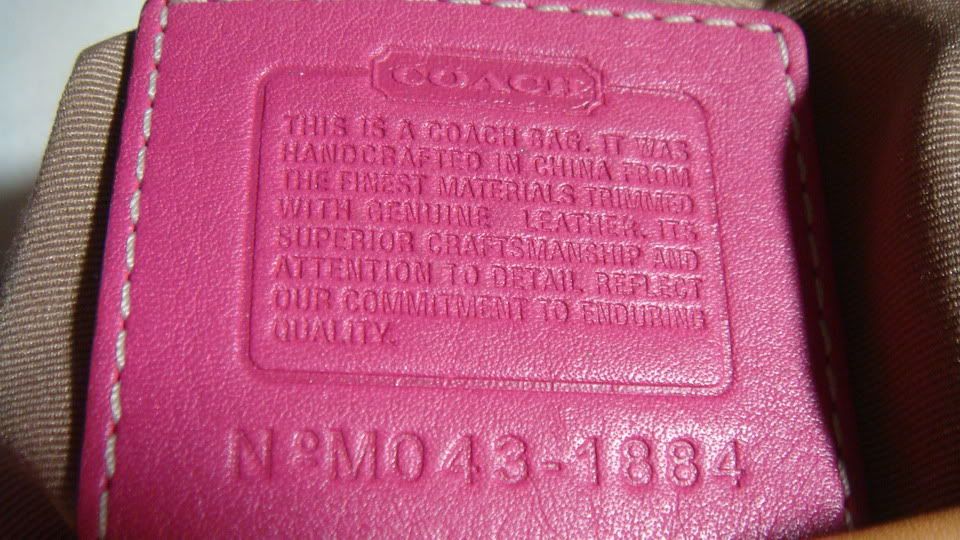 COACH
THIS IS A COACH BAG. IT WAS
HANDCRAFTED IN CHINA FROM
THE FINEST MATERIALS TRIMMED
WITH GENUINE LEATHER. ITS
SUPERIOR CRAFTSMANSHIP AND
ATTENTION TO DETAIL REFLECT
OUR COMMITMENT TO ENDURING
QUALITY.
NºM043-1884